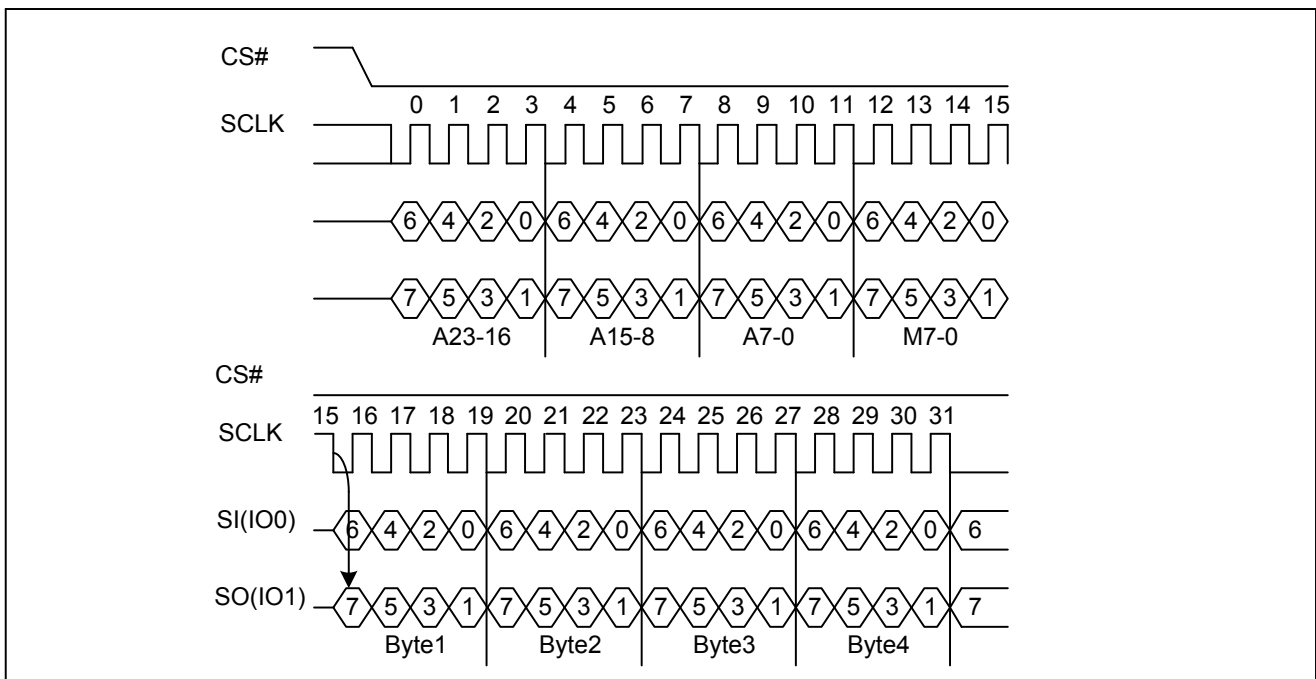 CS#
0 1 2 3 4 5 6 7 8 9 10 11 12 13 14 15
SCLK
6 4 2 0 6 4 2 0 6 4 2 0 6 4 2 0
7 5 3 1 7 5 3 1 7 5 3 1 7 5 3 1
A23-16 A15-8 A7-0 M7-0
CS#
15 16 17 18 19 20 21 22 23 24 25 26 27 28 29 30 31
SCLK
SI(IO0) 6 4 2 0 6 4 2 0 6 4 2 0 6 4 2 0 6
SO(IO1) 7 5 3 1 7 5 3 1 7 5 3 1 7 5 3 1 7
Byte1 Byte2 Byte3 Byte4